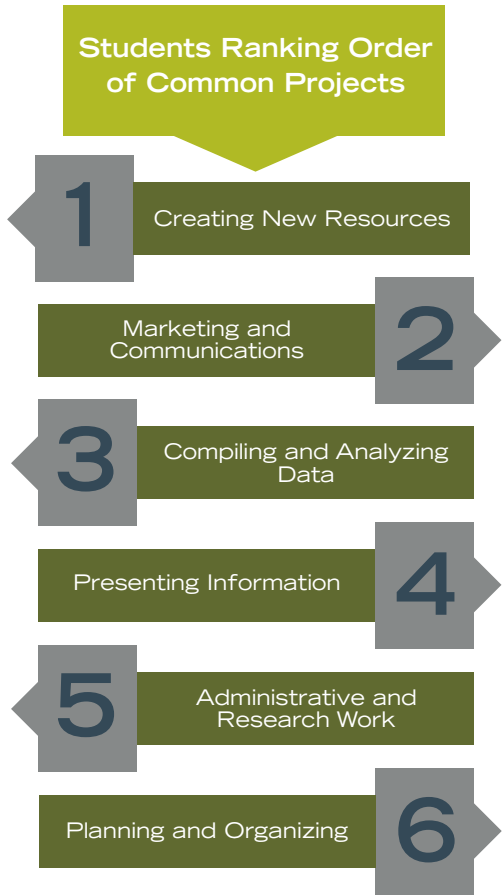 Students Ranking Order
of Common Projects
1
Creating New Resources
Marketing and
Communications
2
3
Compiling and Analyzing
Data
Presenting Information
4
5
Administrative and
Research Work
Planning and Organizing
6